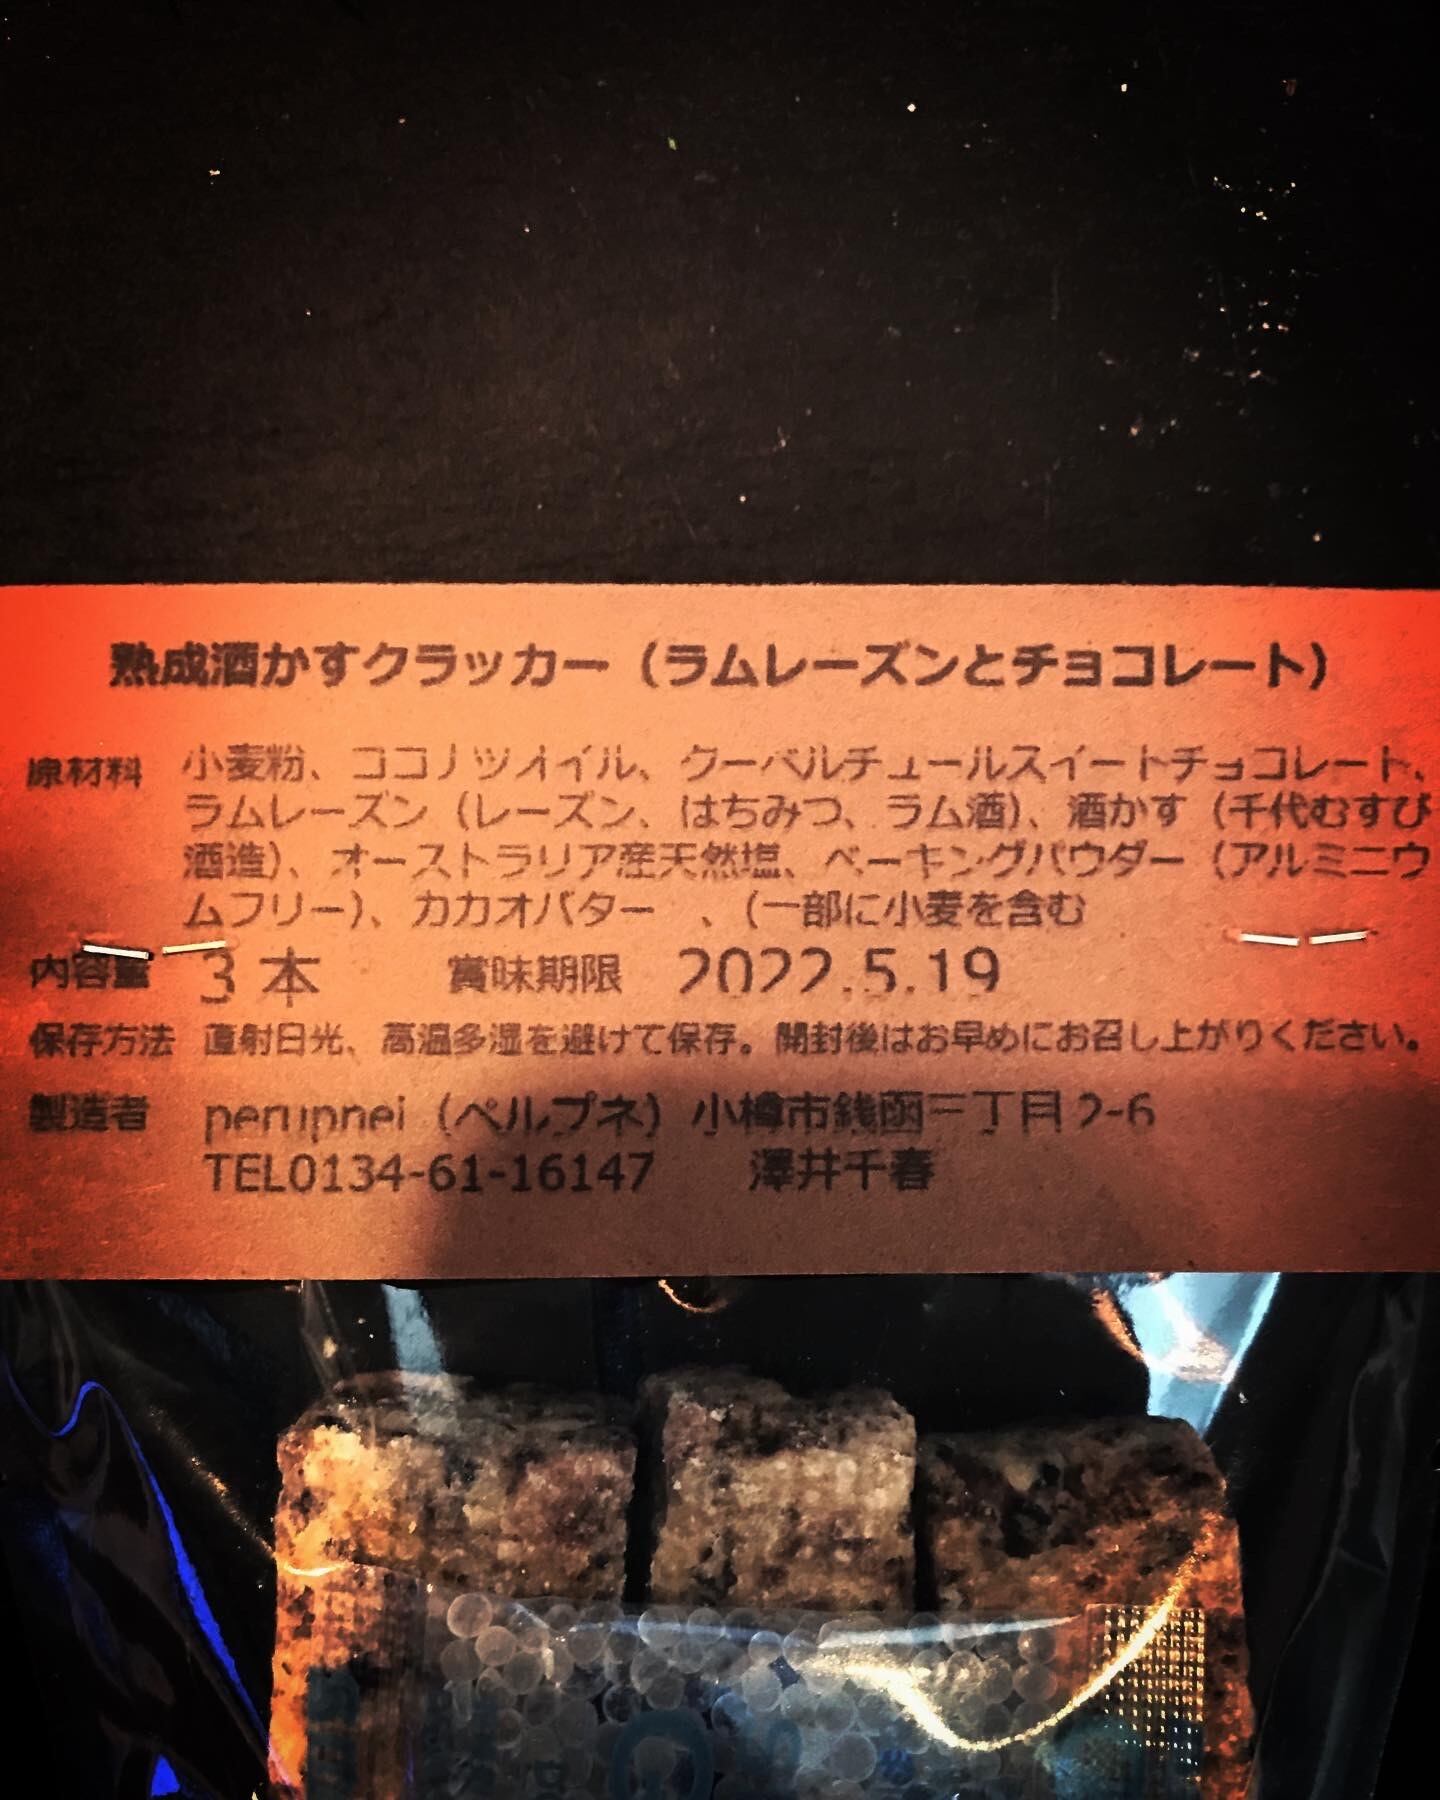 熟成酒かすクラッカー（ラムレーズンとチョコレート）
原材料 小麦粉、ココノツオイル、クーベルチュールスイートチョコレート、
ラムレーズン（レーズン、はちみつ、ラム酒）、酒かす（千代むすび
酒造）、オーストラリア産天然塩、ベーキングパウダー（アルミニウ
ムフリー）、カカオバター 、（一部に小麦を含む
内容量 3 本 賞味期限 2022.5.19
保存方法 直射日光、高温多湿を避けて保存。開封後はお早めにお召し上がりください。
製造者 perupnei（ペルプネ）小樽市銭函三丁目2-6
TEL0134-61-16147 澤井千春